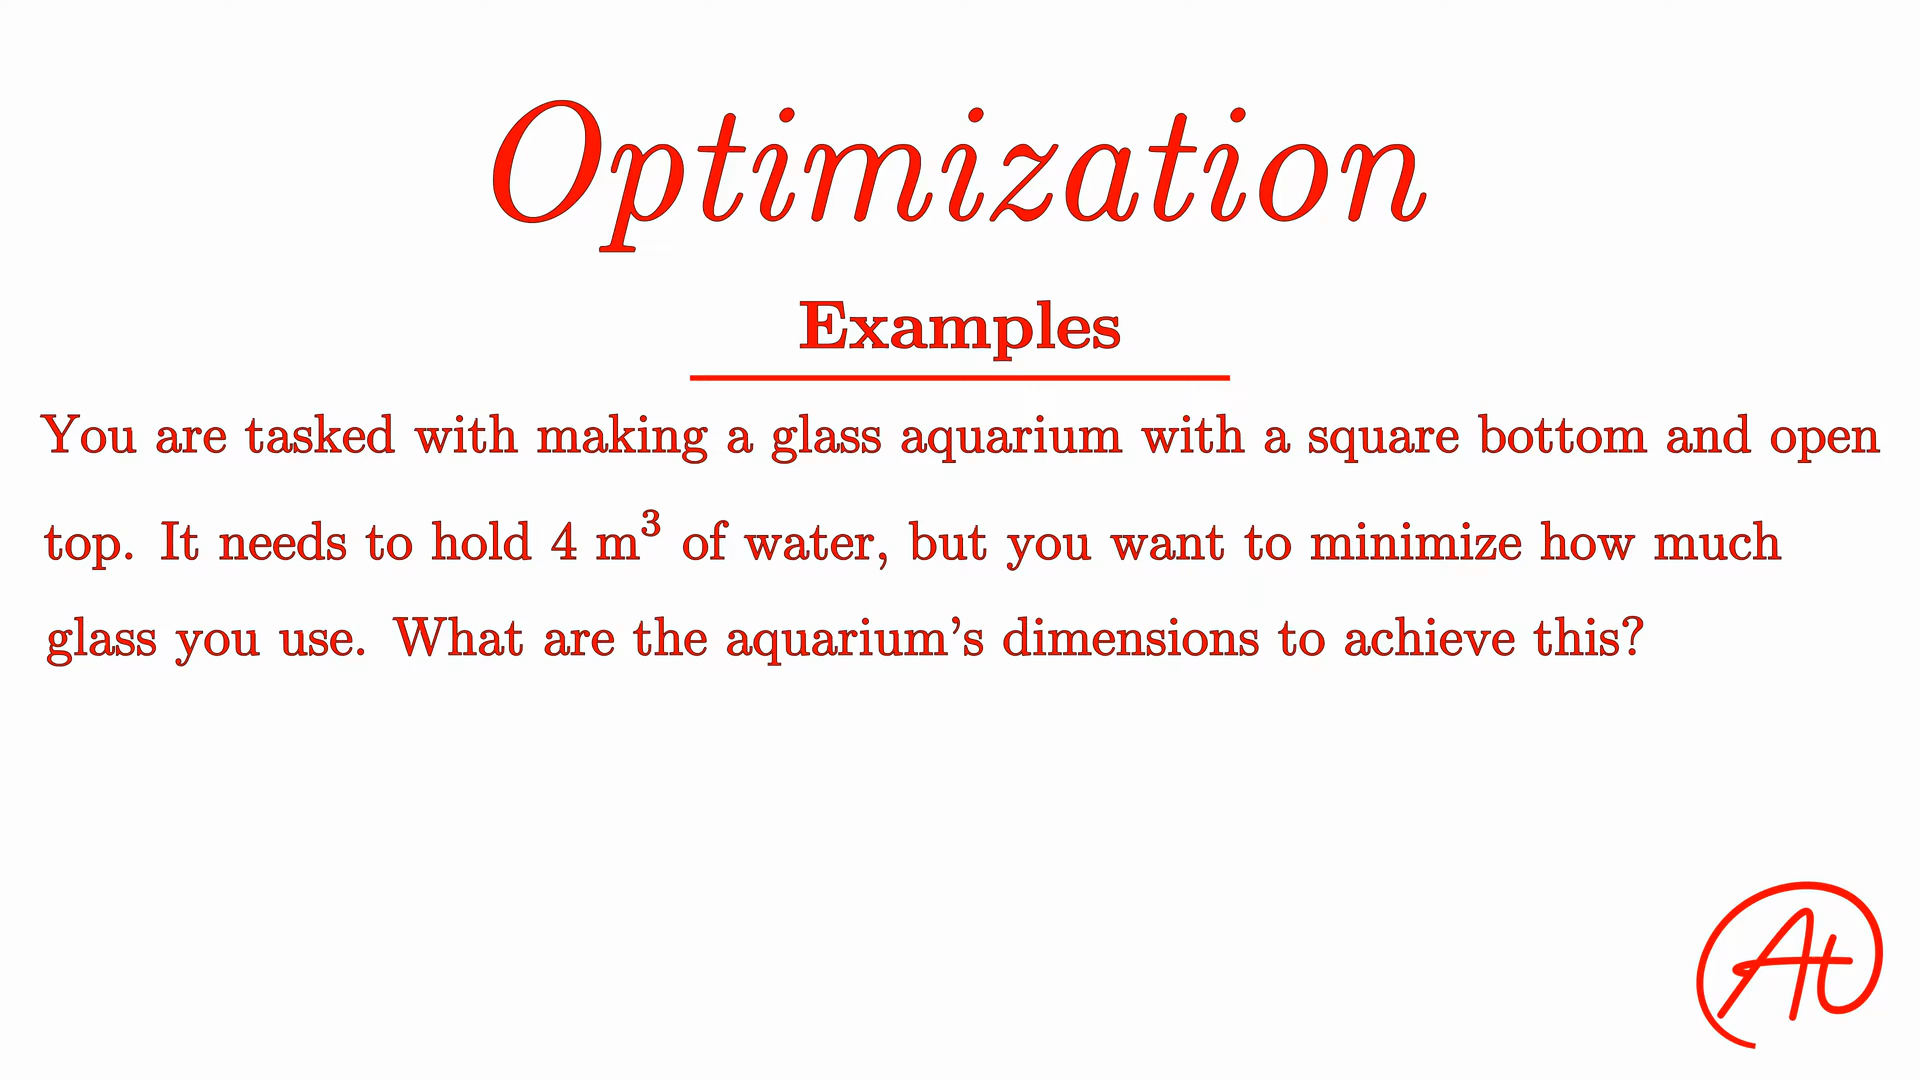 Optimization
Examples
You are tasked with making a glass aquarium with a square bottom and open
top. It needs to hold 4 m³ of water, but you want to minimize how much
glass you use. What are the aquarium’s dimensions to achieve this?
At